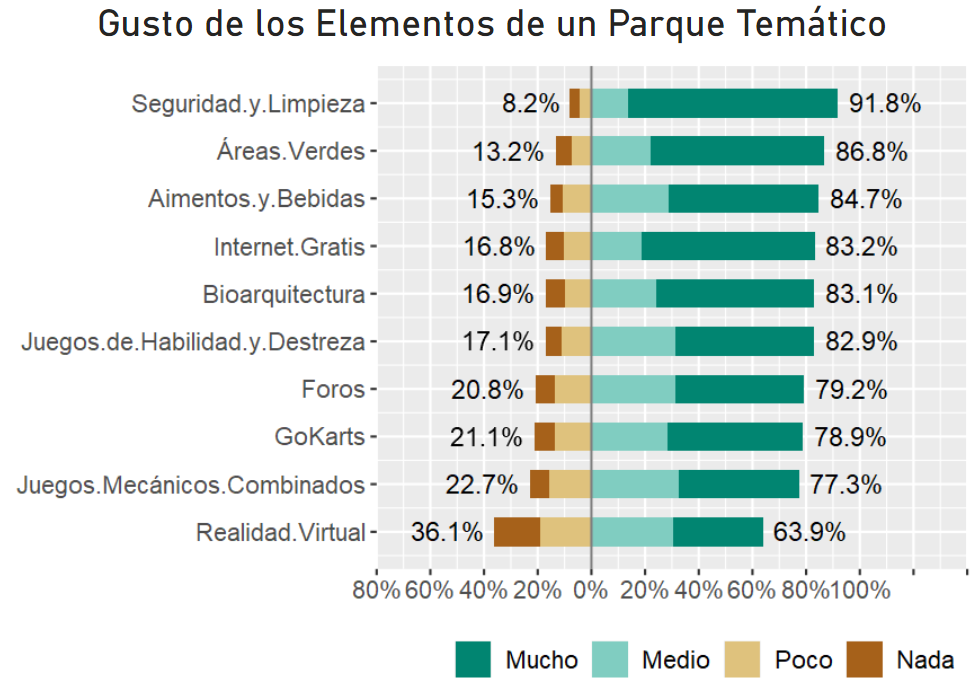 Gusto de los Elementos de un Parque Temático
Seguridad.y.Limpieza 8.2% 91.8%
Áreas.Verdes 13.2% 86.8%
Aimentos.y.Bebidas 15.3% 84.7%
Internet.Gratis 16.8% 83.2%
Bioarquitectura 16.9% 83.1%
Juegos.de.Habilidad.y.Destreza 17.1% 82.9%
Foros 20.8% 79.2%
GoKarts 21.1% 78.9%
Juegos.Mecánicos.Combinados 22.7% 77.3%
Realidad.Virtual 36.1% 63.9%
80% 60% 40% 20% 0% 20% 40% 60% 80% 100%
Mucho Medio Poco Nada